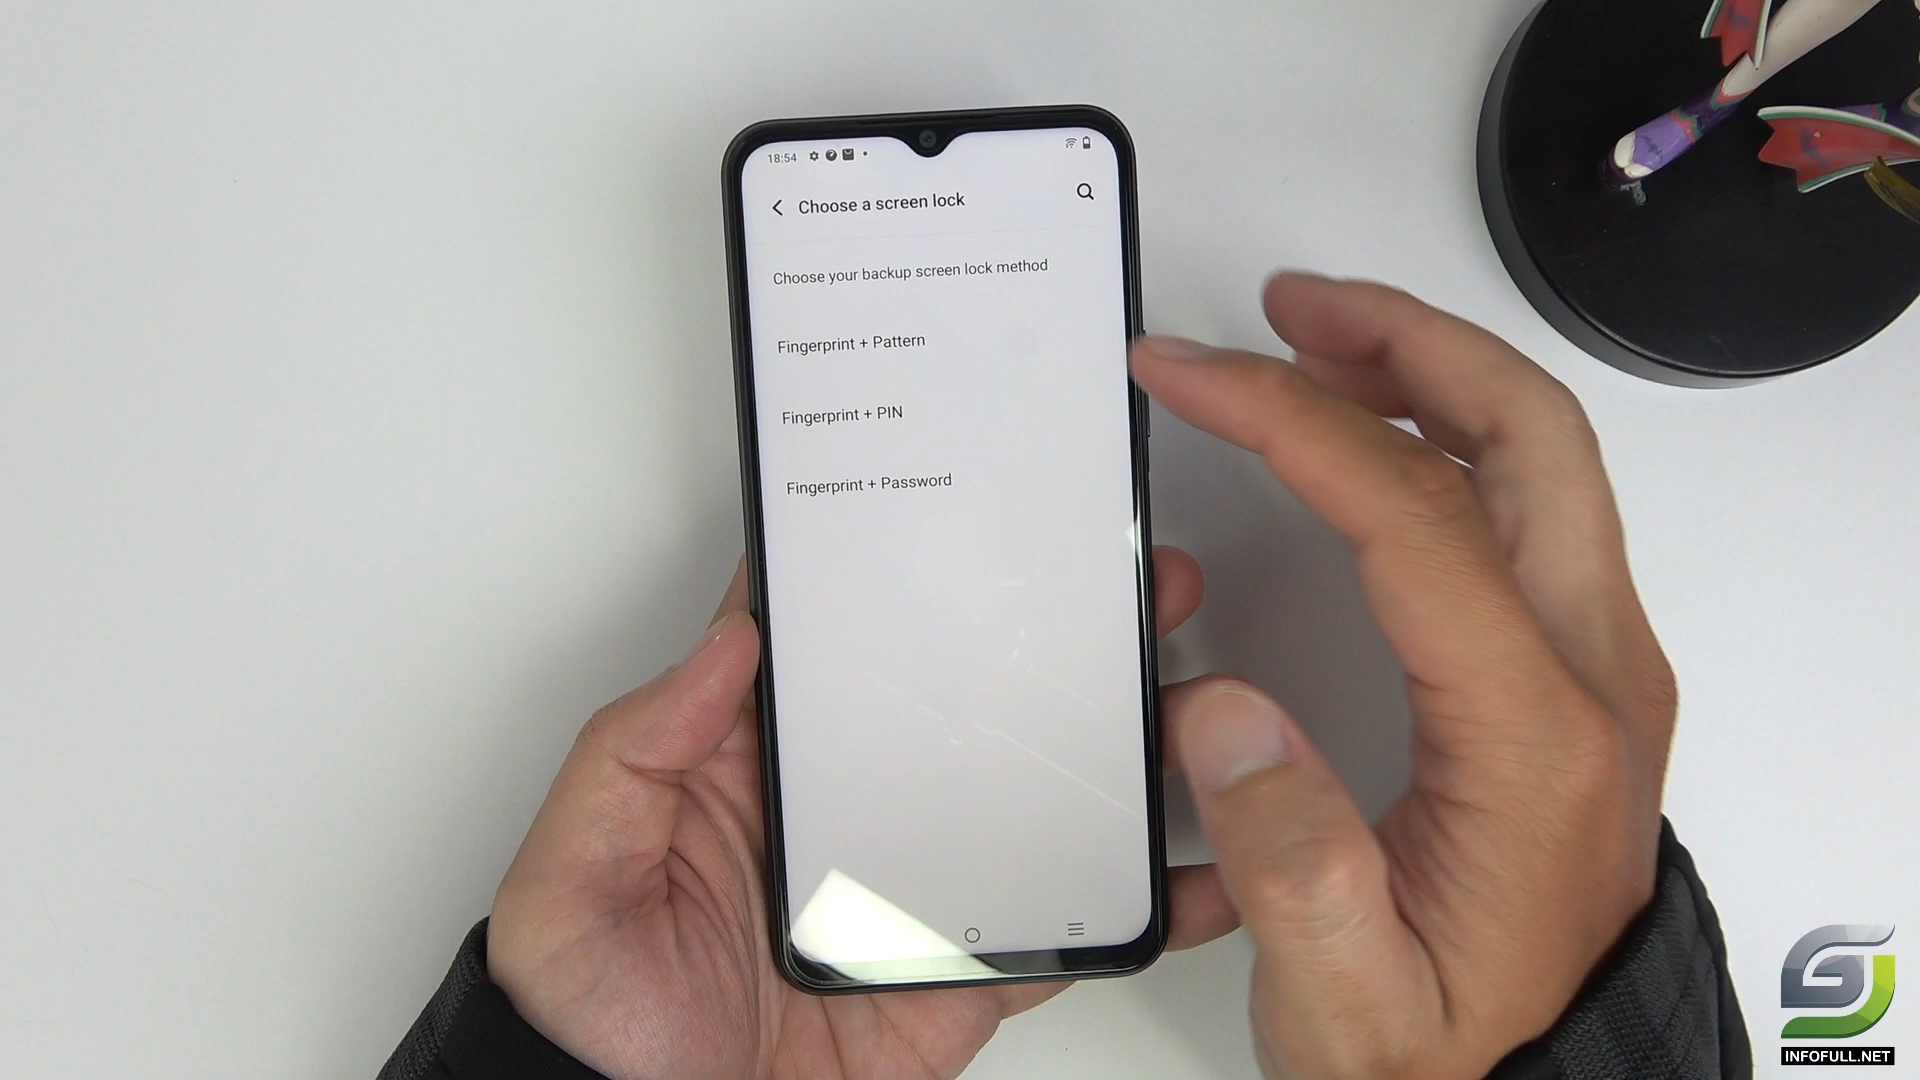 18:54
Choose a screen lock
Choose your backup screen lock method
Fingerprint + Pattern
Fingerprint + PIN
Fingerprint + Password
INFOFULL.NET